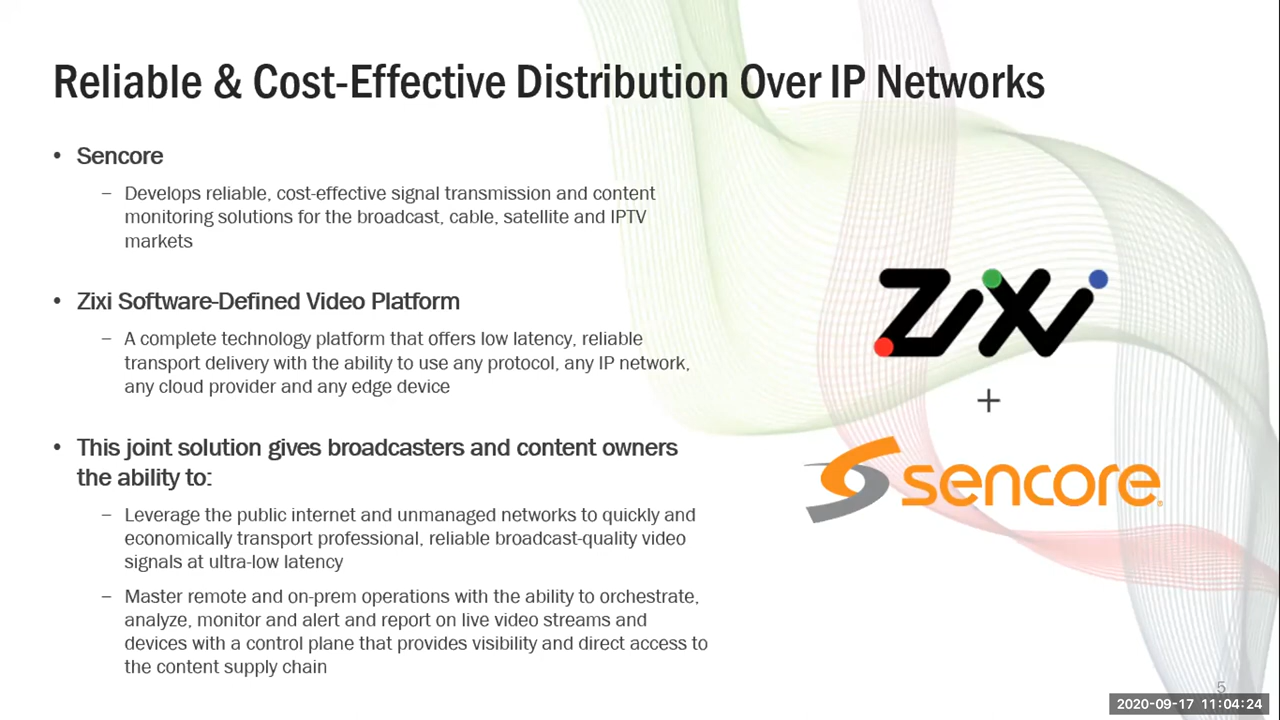 Reliable & Cost-Effective Distribution Over IP Networks
• Sencore
– Develops reliable, cost-effective signal transmission and content
monitoring solutions for the broadcast, cable, satellite and IPTV
markets
• Zixi Software-Defined Video Platform
– A complete technology platform that offers low latency, reliable
transport delivery with the ability to use any protocol, any IP network,
any cloud provider and any edge device
• This joint solution gives broadcasters and content owners
the ability to:
– Leverage the public internet and unmanaged networks to quickly and
economically transport professional, reliable broadcast-quality video
signals at ultra-low latency
– Master remote and on-prem operations with the ability to orchestrate,
analyze, monitor and alert and report on live video streams and
devices with a control plane that provides visibility and direct access to
the content supply chain
Zixi
+
sencore®
5
2020-09-17 11:04:24